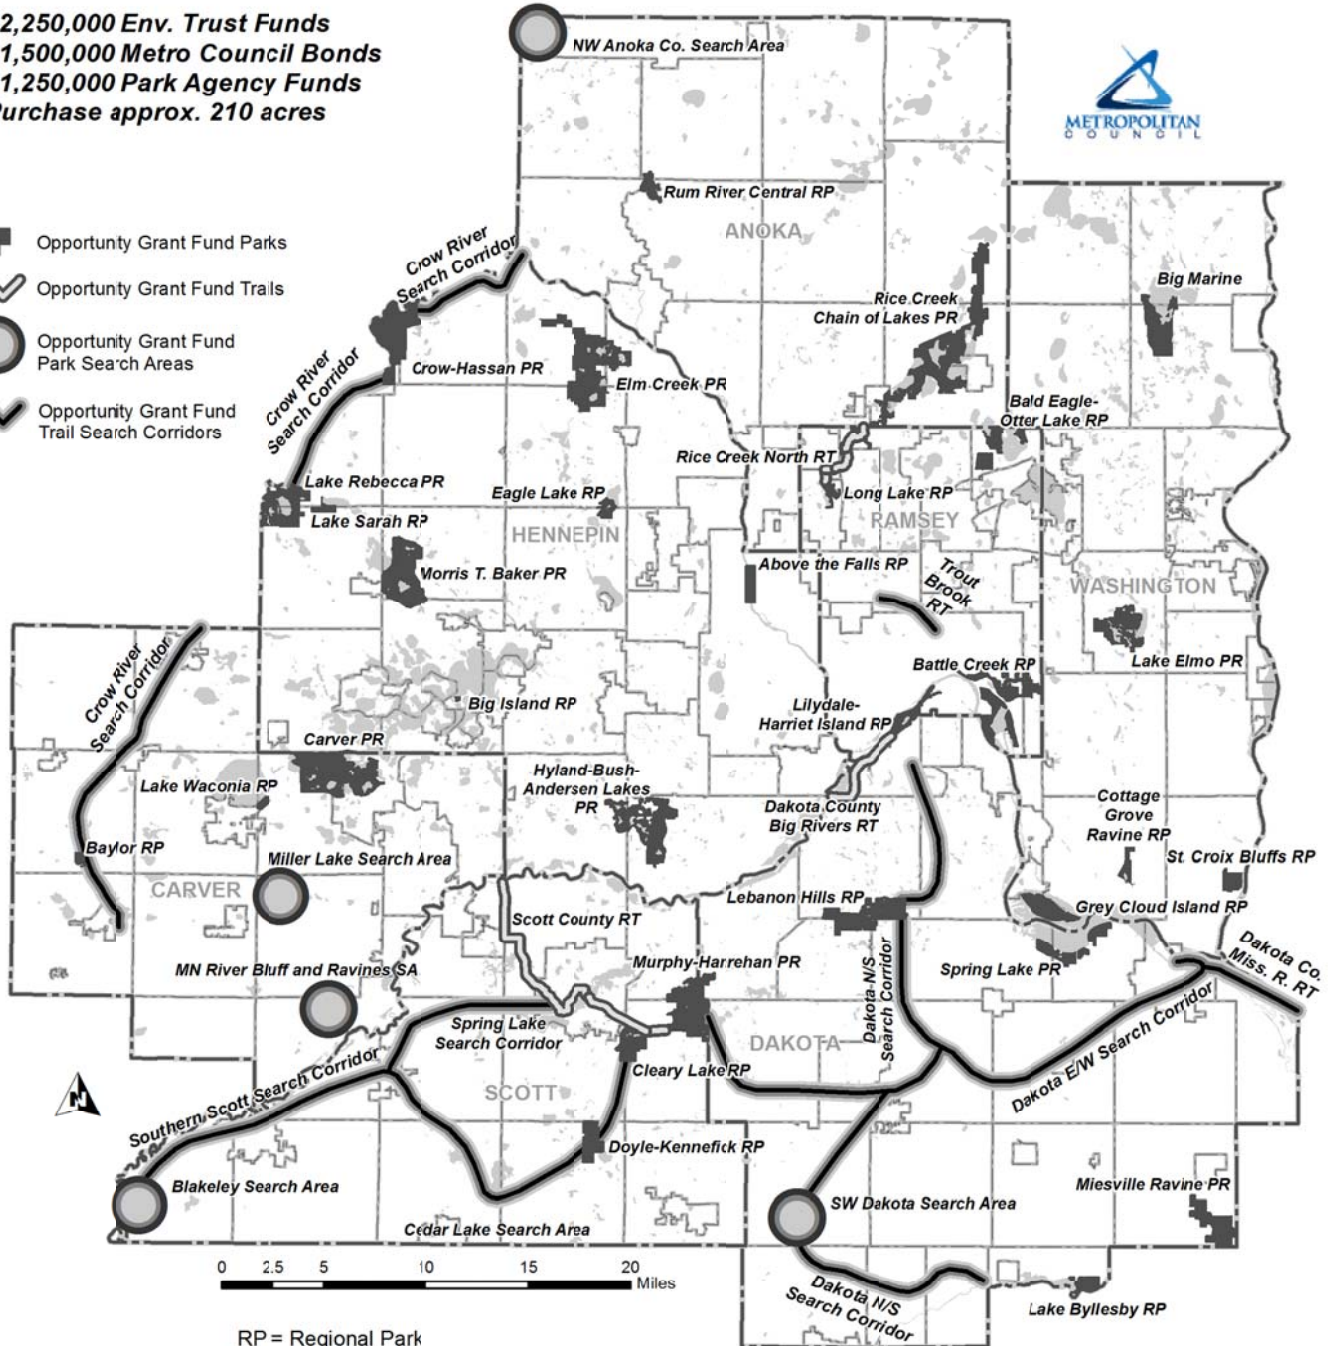 2,250,000 Env. Trust Funds
1,500,000 Metro Council Bonds
1,250,000 Park Agency Funds
Purchase approx. 210 acres
METROPOLITAN
COUNCIL
Opportunity Grant Fund Parks
Opportunity Grant Fund Trails
Opportunity Grant Fund
Park Search Areas
Opportunity Grant Fund
Trail Search Corridors
NW Anoka Co. Search Area
Rum River Central RP
ANOKA
Crow River
Search Corridor
Big Marine
Rice Creek
Chain of Lakes PR
Crow-Hassan PR
Elm Creek PR
Crow River
Search Corridor
Bald Eagle-
Otter Lake RP
Rice Creek North RT
Lake Rebecca PR
Eagle Lake RP
Long Lake RP
Lake Sarah RP
HENNEPIN
RAMSEY
Morris T. Baker PR
Above the Falls RP
Trout
Brook
RT
WASHINGTON
Crow River
Search Corridor
Battle Creek RP
Lake Elmo PR
Big Island RP
Lilydale-
Harriet Island RP
Carver PR
Lake Waconia RP
Hyland-Bush-
Andersen Lakes
PR
Dakota County
Big Rivers RT
Cottage
Grove
Ravine RP
Baylor RP
Miller Lake Search Area
St. Croix Bluffs RP
CARVER
Lebanon Hills RP
Grey Cloud Island RP
Scott County RT
MN River Bluff and Ravines SA
Murphy-Hanrehan PR
Dakota-N/S
Search Corridor
Spring Lake PR
Dakota Co.
Miss. R. RT
Spring Lake
Search Corridor
DAKOTA
Dakota E/W Search Corridor
Southern Scott Search Corridor
SCOTT
Cleary Lake RP
N
Doyle-Kennefick RP
Blakeley Search Area
SW Dakota Search Area
Miesville Ravine PR
Cedar Lake Search Area
0 2.5 5 10 15 20
Miles
Dakota N/S
Search Corridor
Lake Byllesby RP
RP = Regional Park